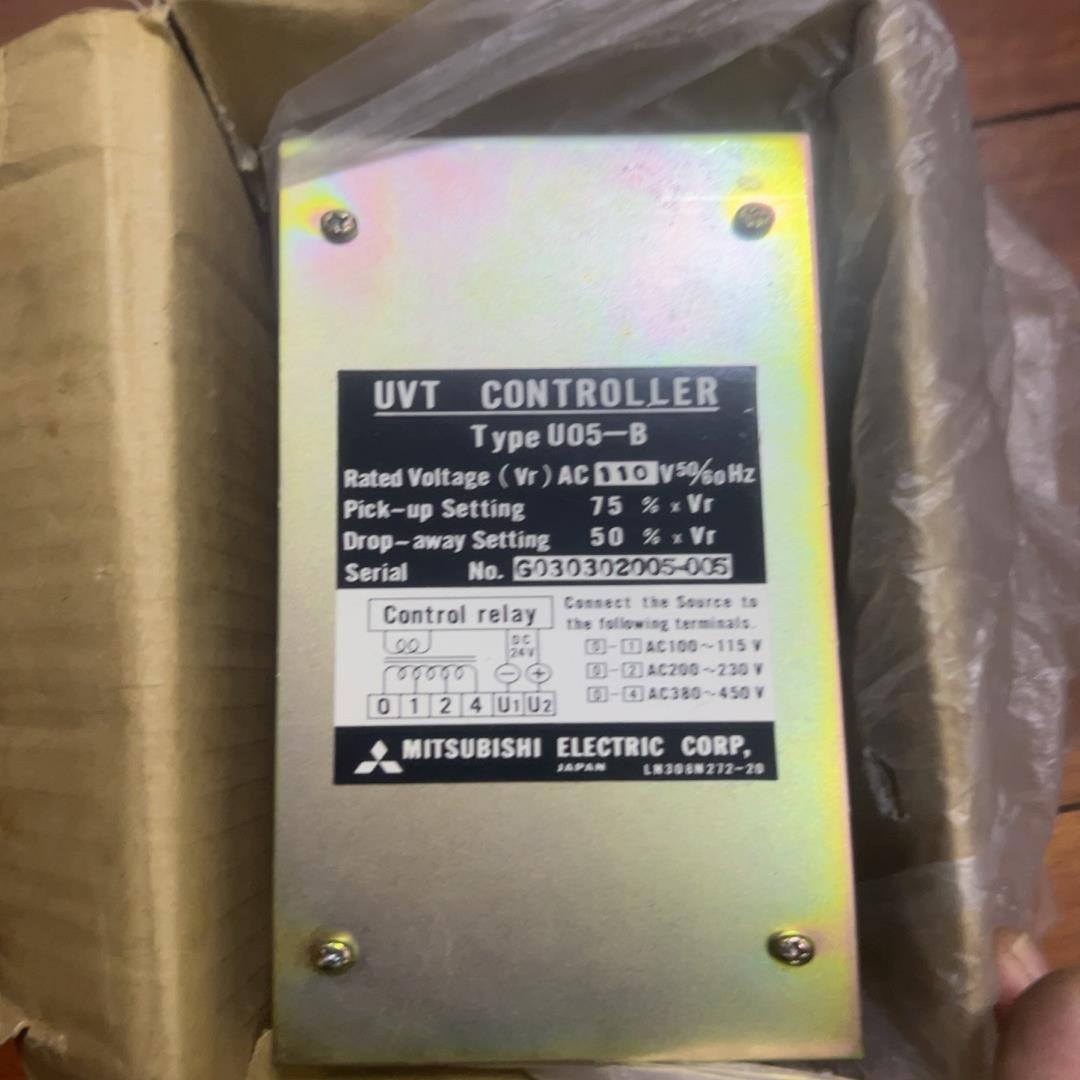 UVT CONTROLLER
Type U05-B
Rated Voltage (Vr) AC 110 V 50/60 Hz
Pick-up Setting 75 % x Vr
Drop-away Setting 50 % x Vr
Serial No. G030302005-005
Control relay
DC
24V
− +
0 1 2 4 U1 U2
Connect the Source to
the following terminals.
0 - 1 AC100~115 V
0 - 2 AC200~230 V
0 - 4 AC380~450 V
MITSUBISHI ELECTRIC CORP,
JAPAN LN308N272-20